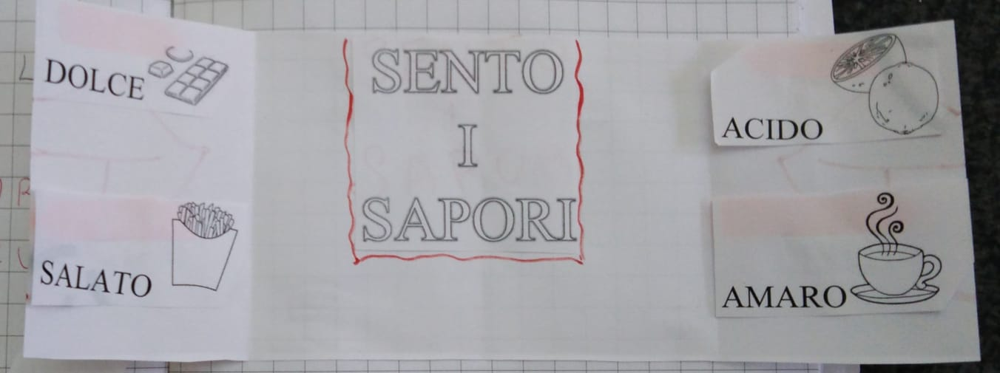 DOLCE
SALATO
SENTO
I
SAPORI
ACIDO
AMARO